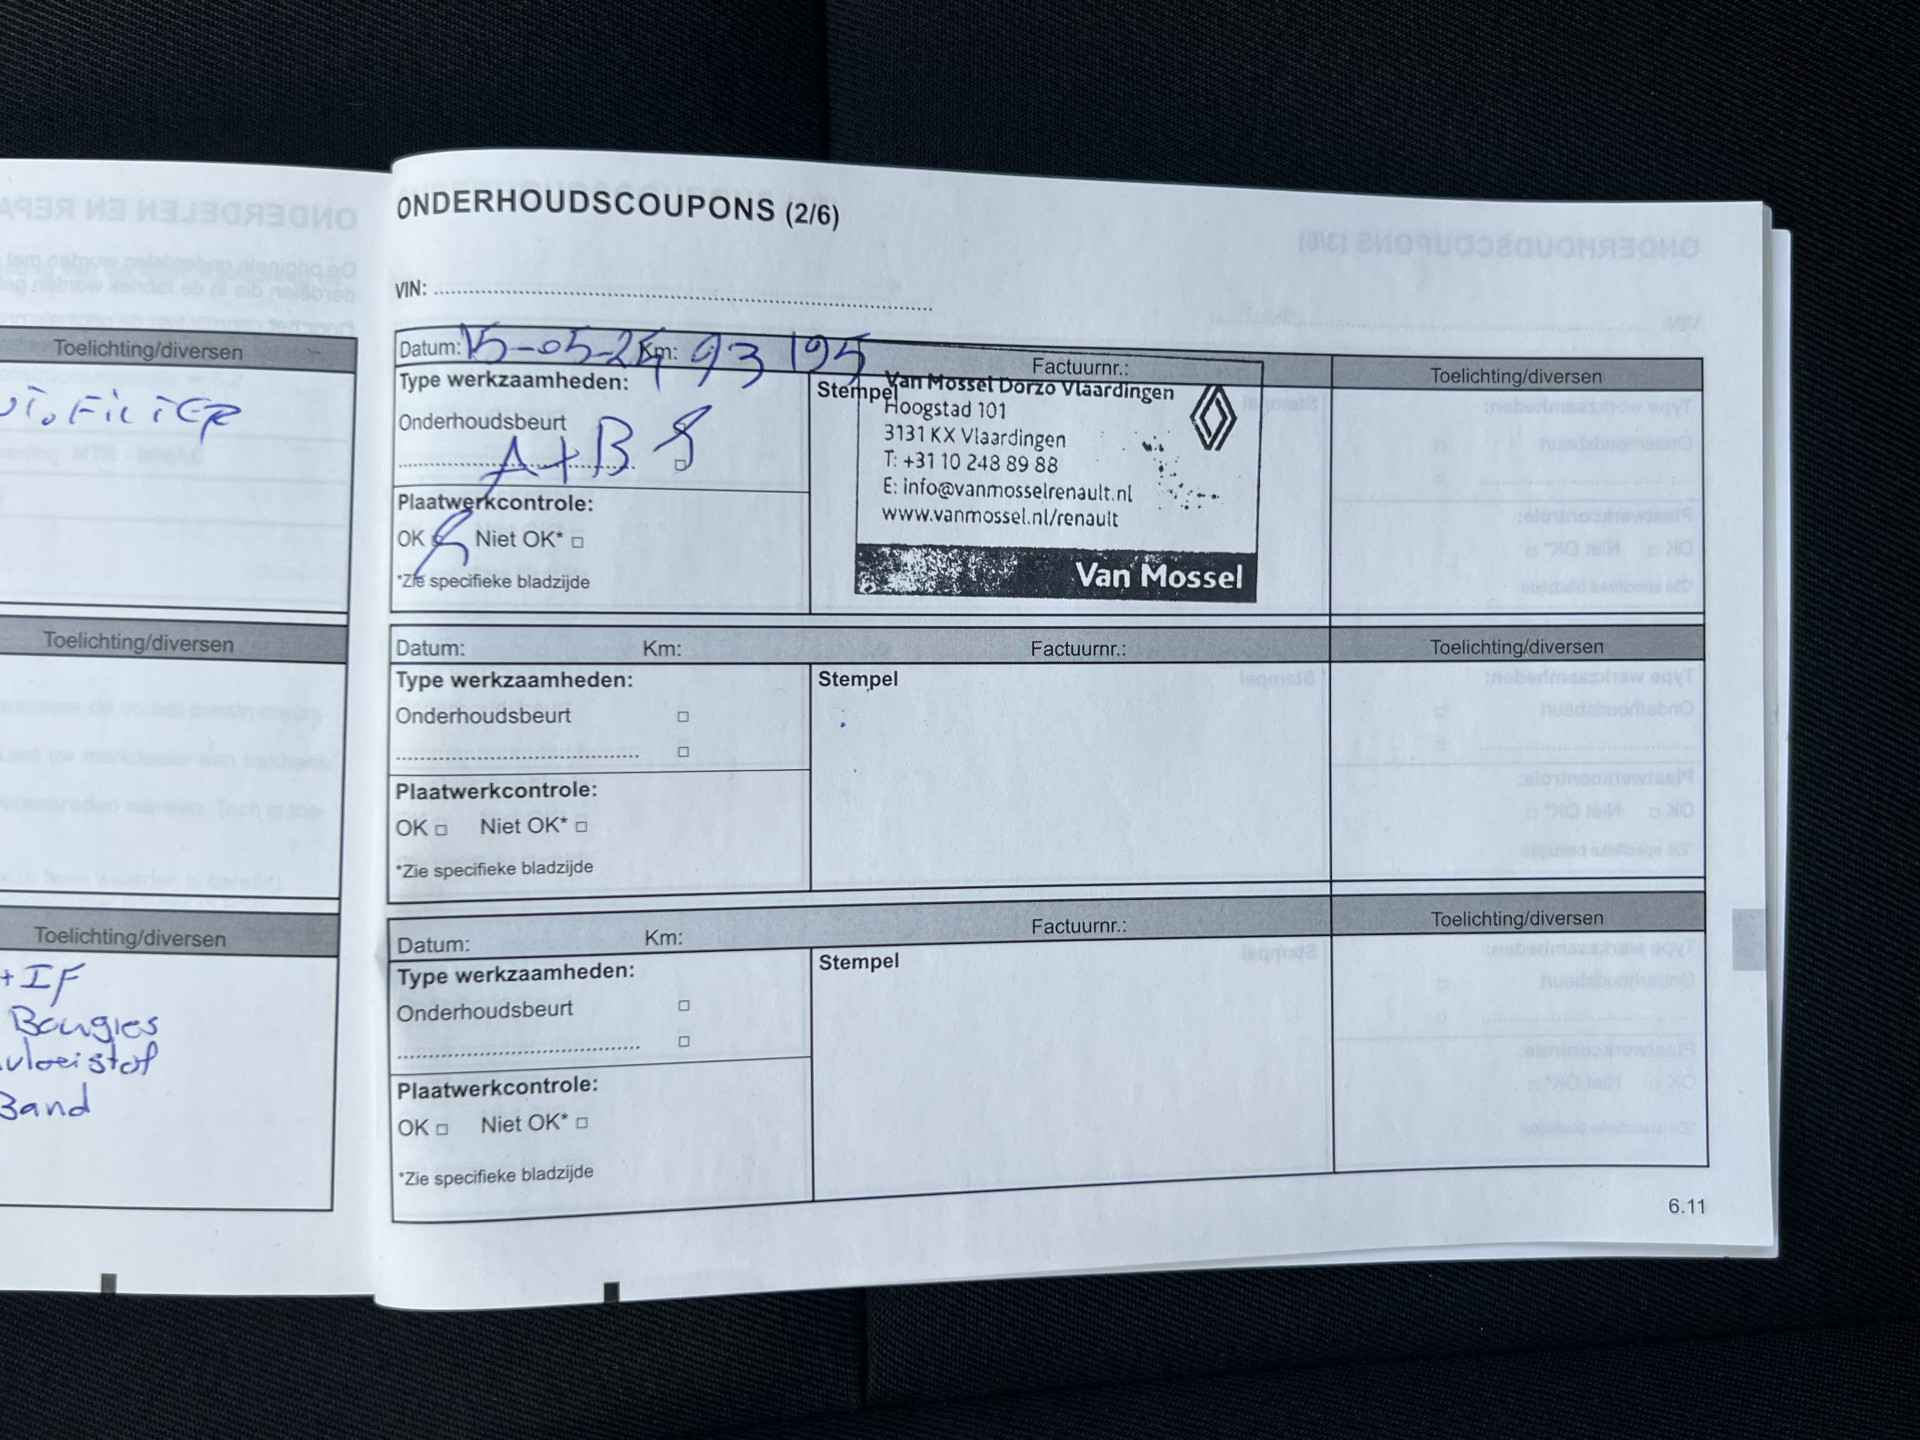 Toelichting/diversen
FILTER
Toelichting/diversen
Toelichting/diversen
+ IF
Bougies
vloeistof
Band
ONDERHOUDSCOUPONS (2/6)
VIN:
Datum: 15-05-24 Km: 93 195 Factuurnr.: Toelichting/diversen
Type werkzaamheden:
Onderhoudsbeurt
A+B
Plaatwerkcontrole:
OK Niet OK*
*Zie specifieke bladzijde
Stempel
Van Mossel Dorzo Vlaardingen
Hoogstad 101
3131 KX Vlaardingen
T: +31 10 248 89 88
E: info@vanmosselrenault.nl
www.vanmossel.nl/renault
Van Mossel
Datum: Km: Factuurnr.: Toelichting/diversen
Type werkzaamheden:
Onderhoudsbeurt
Plaatwerkcontrole:
OK Niet OK*
*Zie specifieke bladzijde
Stempel
Datum: Km: Factuurnr.: Toelichting/diversen
Type werkzaamheden:
Onderhoudsbeurt
Plaatwerkcontrole:
OK Niet OK*
*Zie specifieke bladzijde
Stempel
6.11